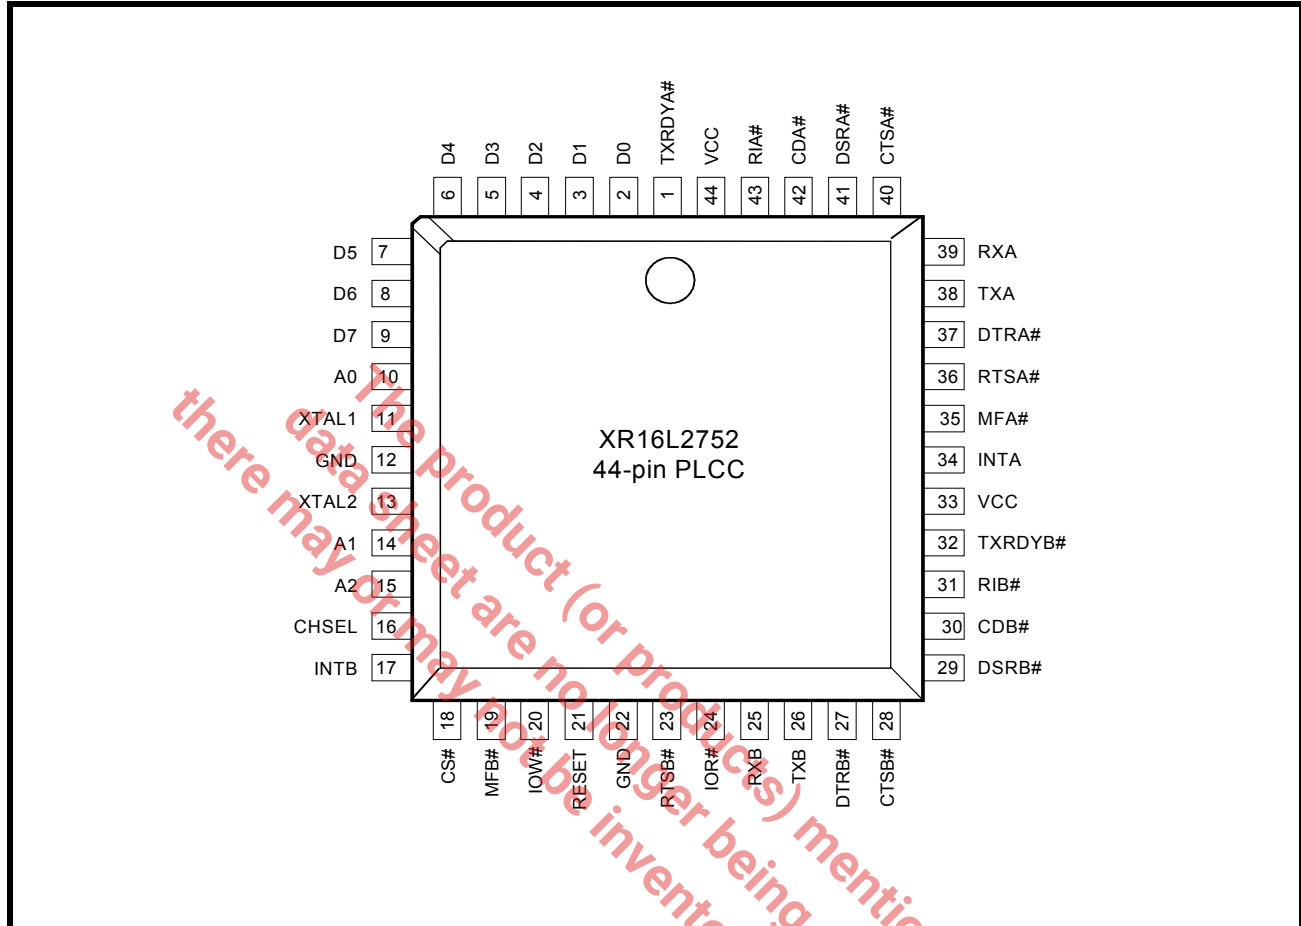 D4 D3 D2 D1 D0 TXRDYA# VCC RIA# CDA# DSRA# CTSA#
6 5 4 3 2 1 44 43 42 41 40
D5 7
D6 8
D7 9
A0 10
XTAL1 11
GND 12
XTAL2 13
A1 14
A2 15
CHSEL 16
INTB 17
XR16L2752
44-pin PLCC
39 RXA
38 TXA
37 DTRA#
36 RTSA#
35 MFA#
34 INTA
33 VCC
32 TXRDYB#
31 RIB#
30 CDB#
29 DSRB#
18 19 20 21 22 23 24 25 26 27 28
CS# MFB# IOW# RESET GND RTSB# IOR# RXB TXB DTRB# CTSB#
The product (or products) mentio
data sheet are no longer being
there may or may not be invento